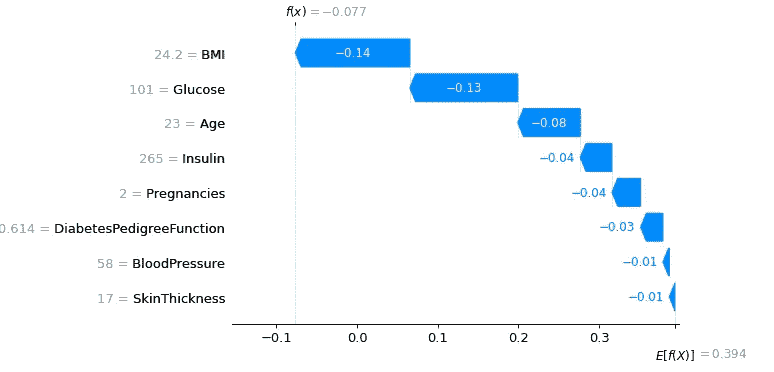 f(x) = −0.077
24.2 = BMI −0.14
101 = Glucose −0.13
23 = Age −0.08
265 = Insulin −0.04
2 = Pregnancies −0.04
0.614 = DiabetesPedigreeFunction −0.03
58 = BloodPressure −0.01
17 = SkinThickness −0.01
−0.1 0.0 0.1 0.2 0.3
E[f(X)] = 0.394